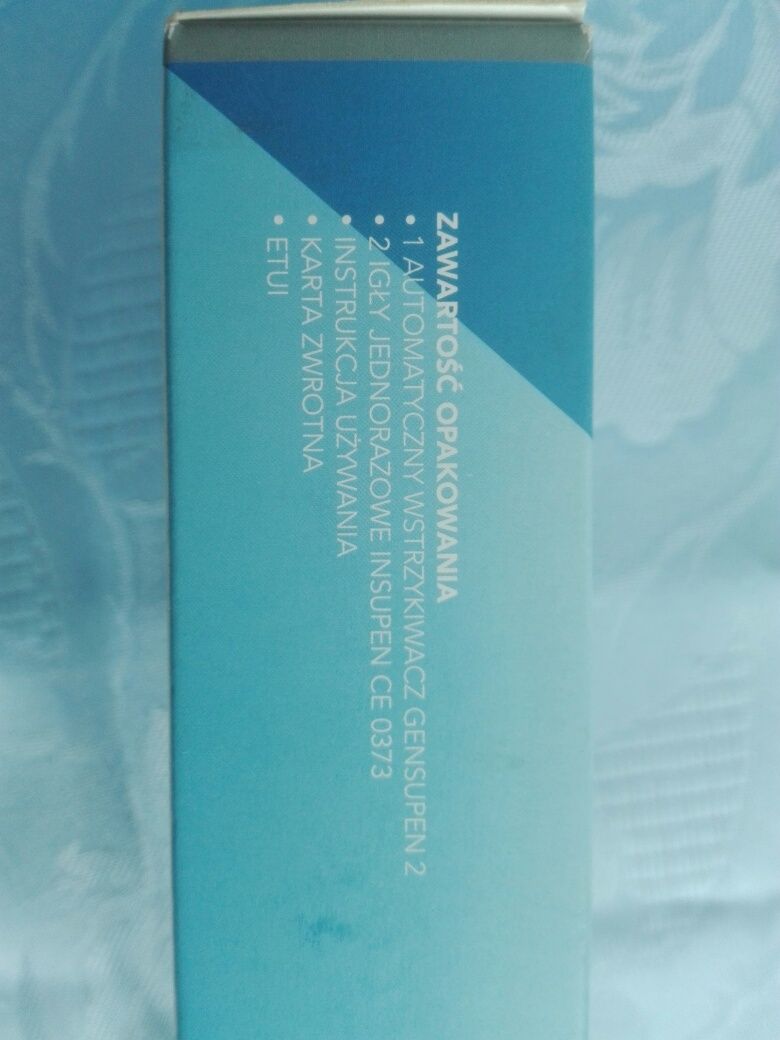 ZAWARTOŚĆ OPAKOWANIA
• 1 AUTOMATYCZNY WSTRZYKIWACZ GENSUPEN 2
• 2 IGŁY JEDNORAZOWE INSUPEN CE 0373
• INSTRUKCJA UŻYWANIA
• KARTA ZWROTNA
• ETUI